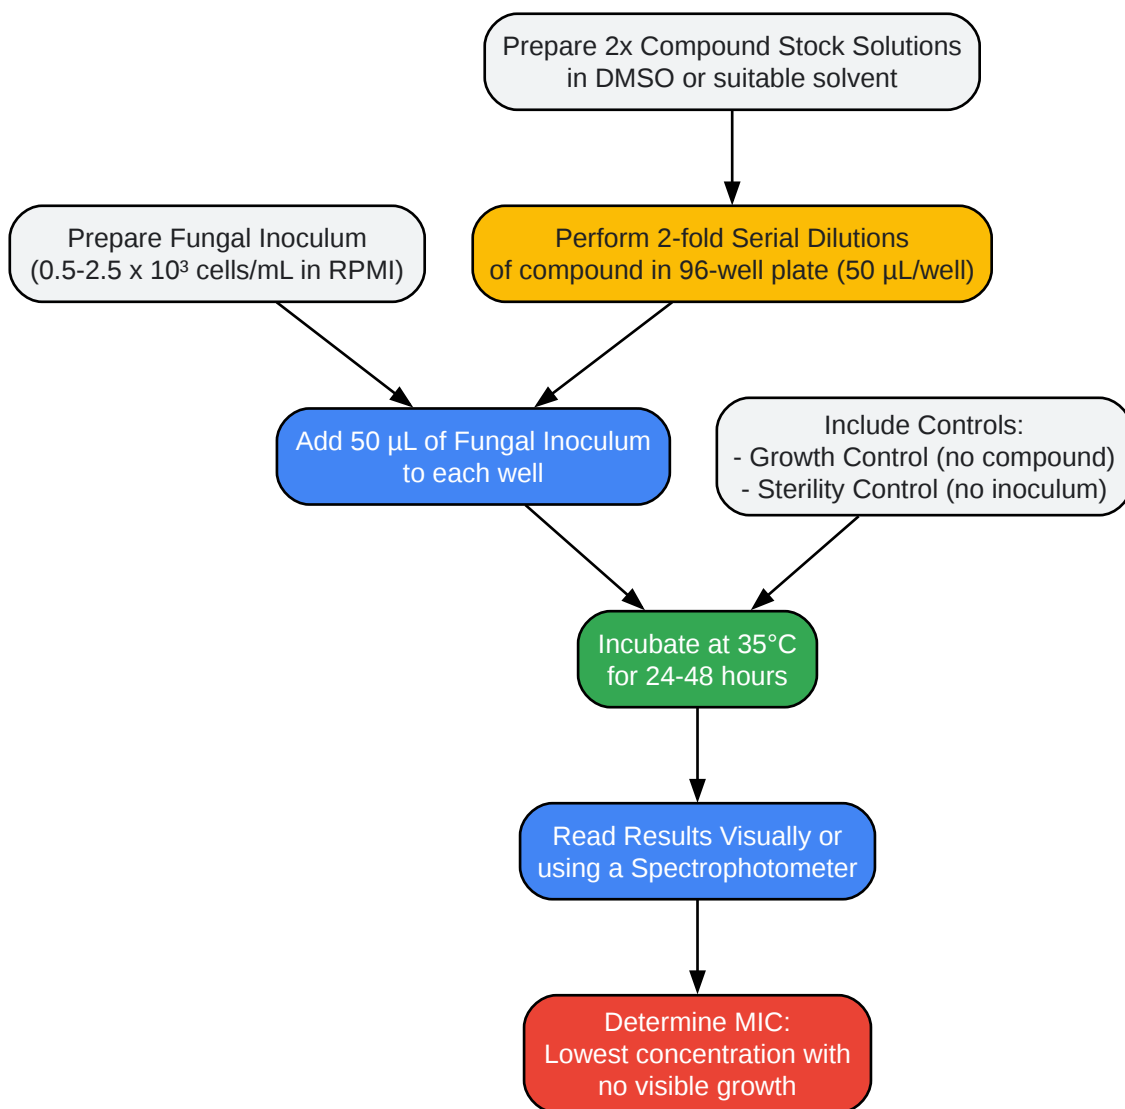 Prepare 2x Compound Stock Solutions
in DMSO or suitable solvent
Prepare Fungal Inoculum
(0.5-2.5 x 10³ cells/mL in RPMI)
Perform 2-fold Serial Dilutions
of compound in 96-well plate (50 µL/well)
Add 50 µL of Fungal Inoculum
to each well
Include Controls:
- Growth Control (no compound)
- Sterility Control (no inoculum)
Incubate at 35°C
for 24-48 hours
Read Results Visually or
using a Spectrophotometer
Determine MIC:
Lowest concentration with
no visible growth